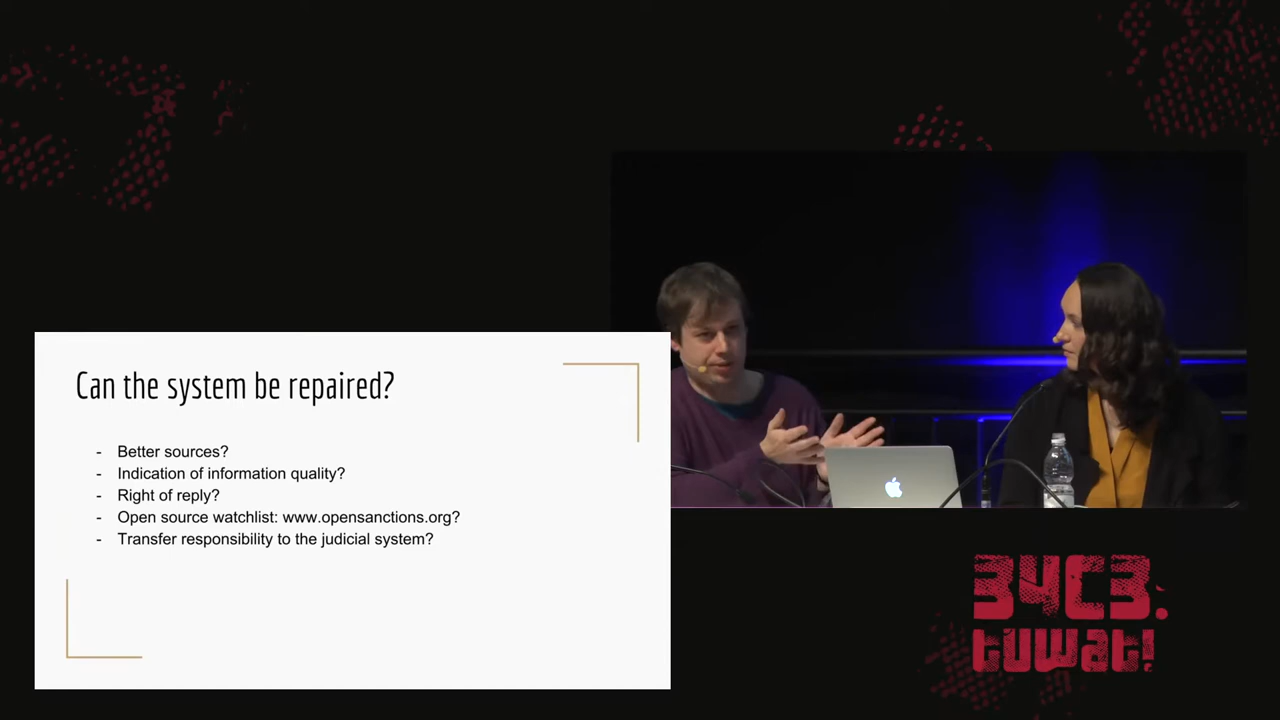 Can the system be repaired?
- Better sources?
- Indication of information quality?
- Right of reply?
- Open source watchlist: www.opensanctions.org?
- Transfer responsibility to the judicial system?
34C3.
tuwat!